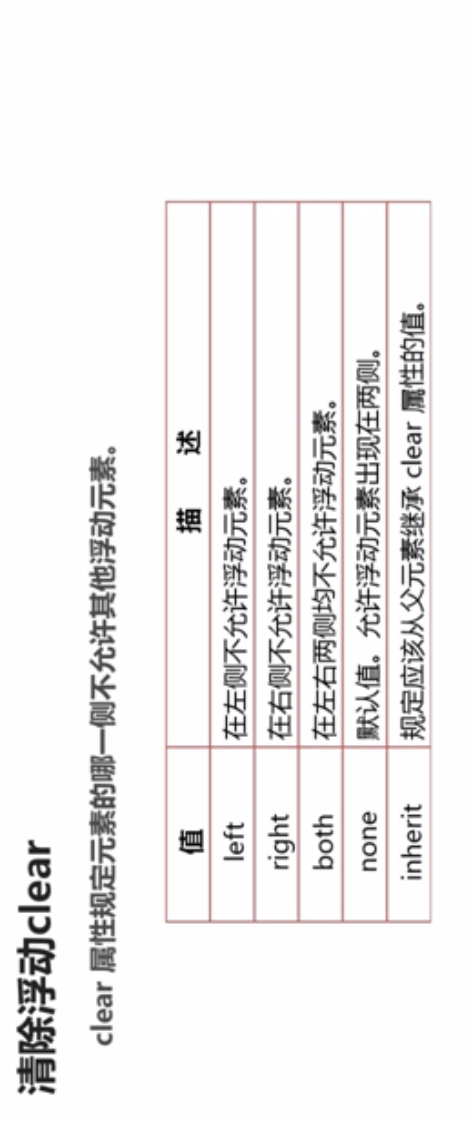 清除浮动clear
clear 属性规定元素的哪一侧不允许其他浮动元素。
值 描 述
left 在左侧不允许浮动元素。
right 在右侧不允许浮动元素。
both 在左右两侧均不允许浮动元素。
none 默认值。允许浮动元素出现在两侧。
inherit 规定应该从父元素继承 clear 属性的值。